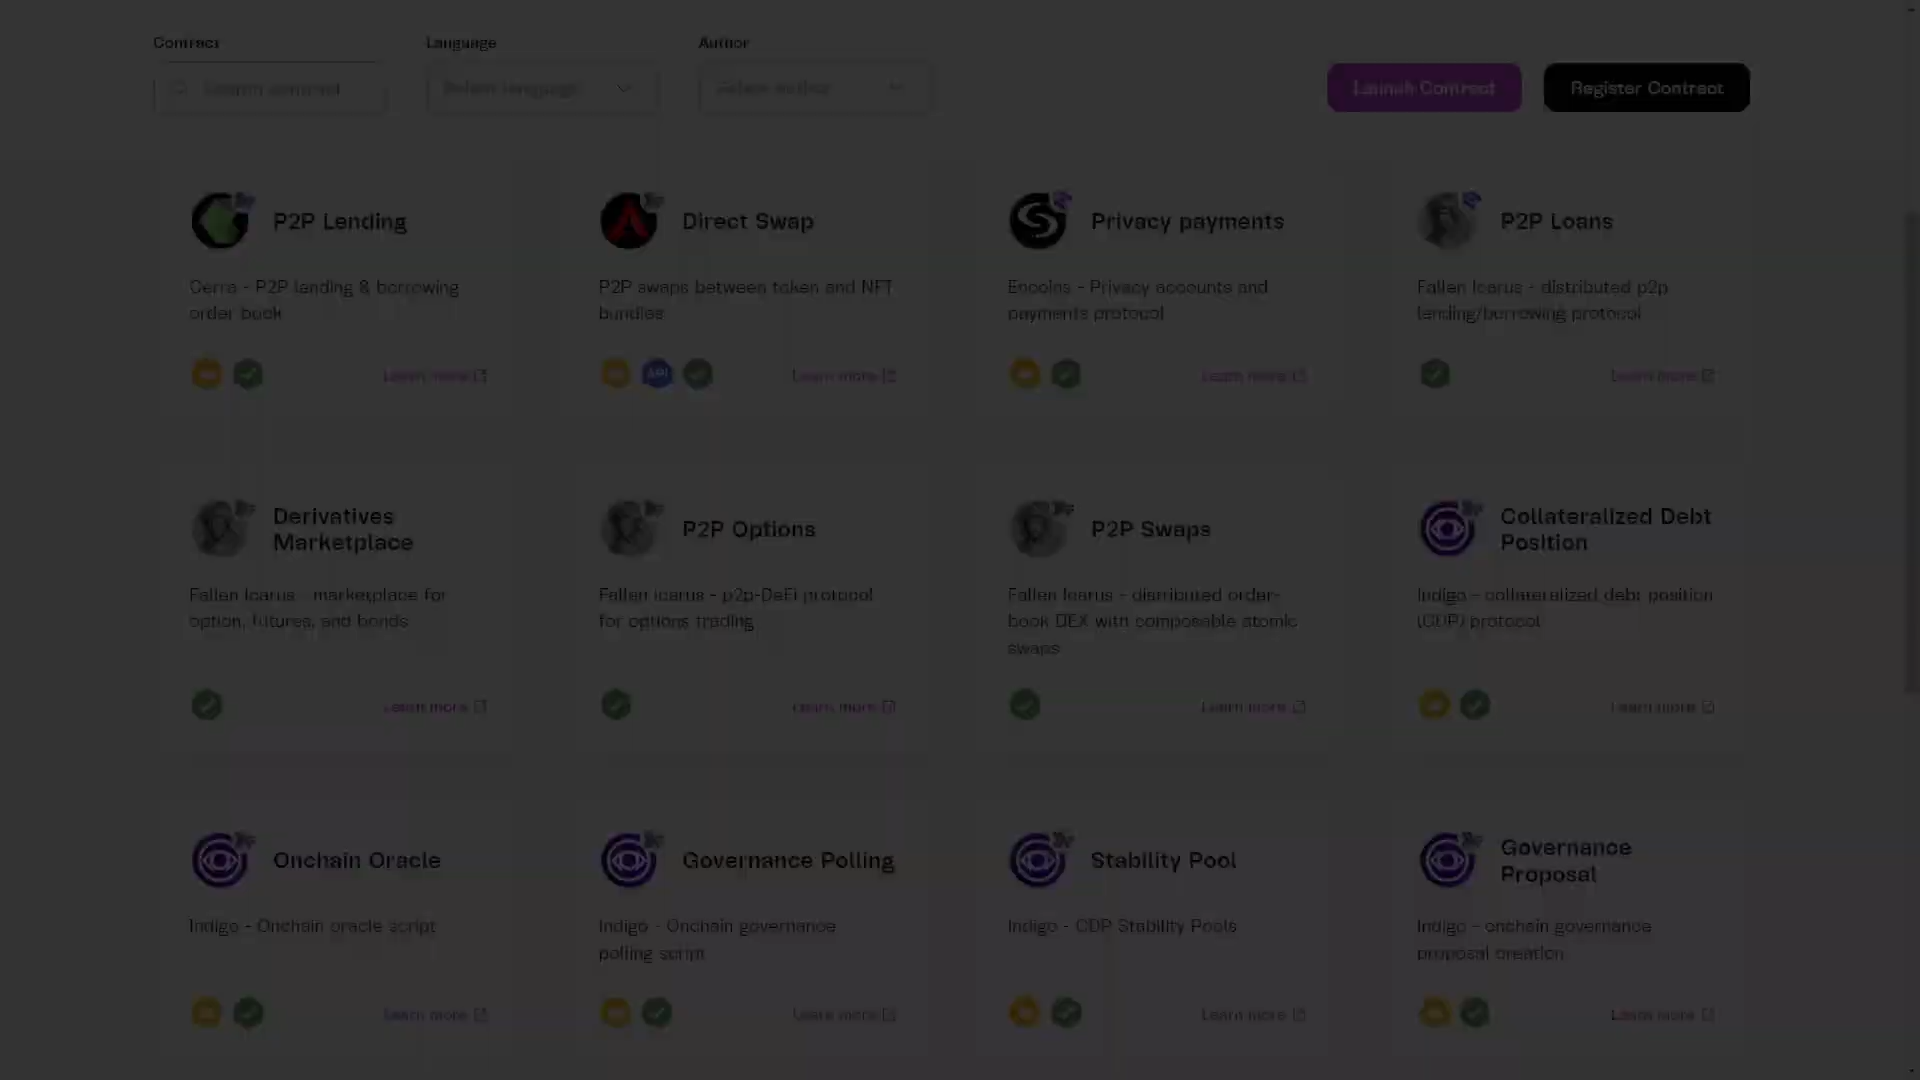 Contract
Language
Author
Search contract
Select language
Select author
Launch Contract
Register Contract
P2P Lending
Direct Swap
Privacy payments
P2P Loans
Cerra - P2P lending & borrowing
order book
P2P swaps between token and NFT
bundles
Encoins - Privacy accounts and
payments protocol
Fallen Icarus - distributed p2p
lending/borrowing protocol
Learn more
API
Learn more
Learn more
Learn more
Derivatives
Marketplace
P2P Options
P2P Swaps
Collateralized Debt
Position
Fallen Icarus - marketplace for
option, futures, and bonds
Fallen Icarus - p2p-DeFi protocol
for options trading
Fallen Icarus - distributed order-
book DEX with composable atomic
swaps
Indigo - collateralized debt position
(CDP) protocol
Learn more
Learn more
Learn more
Learn more
Onchain Oracle
Governance Polling
Stability Pool
Governance
Proposal
Indigo - Onchain oracle script
Indigo - Onchain governance
polling script
Indigo - CDP Stability Pools
Indigo - onchain governance
proposal creation
Learn more
Learn more
Learn more
Learn more